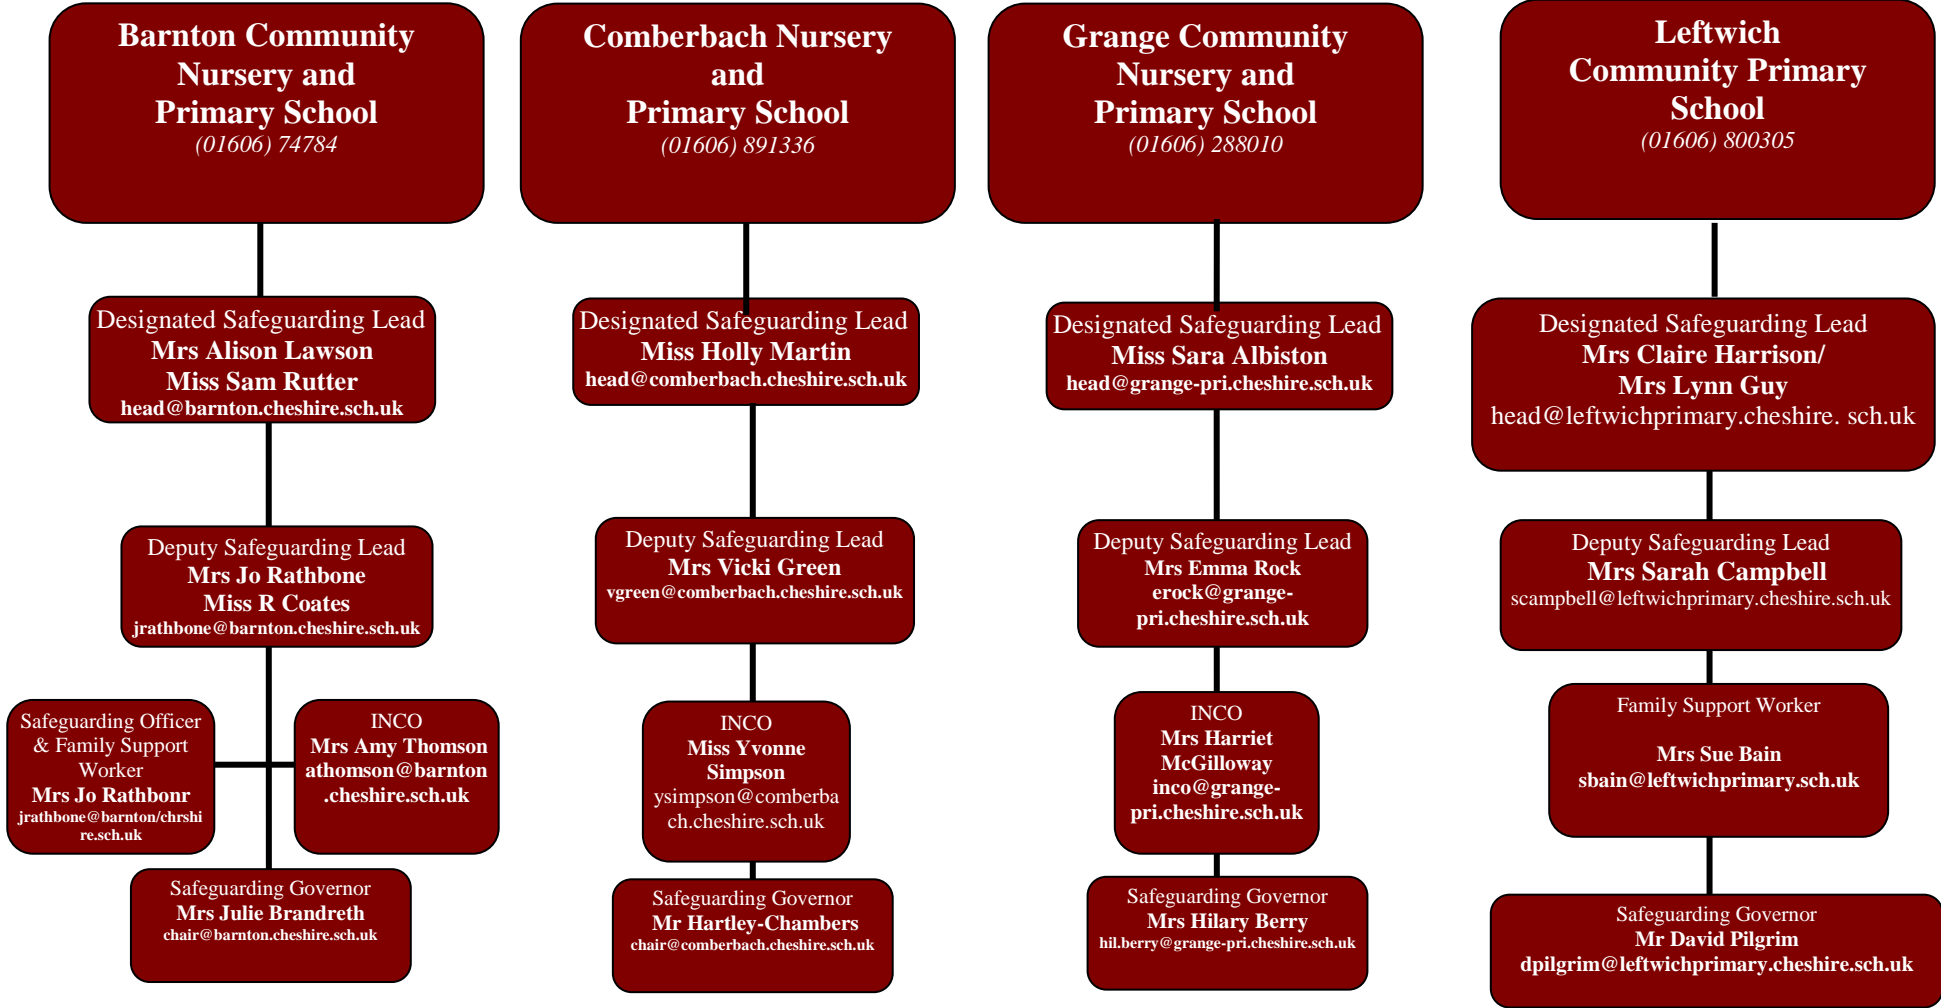 Barnton Community
Nursery and
Primary School
(01606) 74784
Designated Safeguarding Lead
Mrs Alison Lawson
Miss Sam Rutter
head@barnton.cheshire.sch.uk
Deputy Safeguarding Lead
Mrs Jo Rathbone
Miss R Coates
jrathbone@barnton.cheshire.sch.uk
Safeguarding Officer
& Family Support
Worker
Mrs Jo Rathbonr
jrathbone@barnton/chrshi
re.sch.uk
INCO
Mrs Amy Thomson
athomson@barnton
.cheshire.sch.uk
Safeguarding Governor
Mrs Julie Brandreth
chair@barnton.cheshire.sch.uk
Comberbach Nursery
and
Primary School
(01606) 891336
Designated Safeguarding Lead
Miss Holly Martin
head@comberbach.cheshire.sch.uk
Deputy Safeguarding Lead
Mrs Vicki Green
vgreen@comberbach.cheshire.sch.uk
INCO
Miss Yvonne
Simpson
ysimpson@comberba
ch.cheshire.sch.uk
Safeguarding Governor
Mr Hartley-Chambers
chair@comberbach.cheshire.sch.uk
Grange Community
Nursery and
Primary School
(01606) 288010
Designated Safeguarding Lead
Miss Sara Albiston
head@grange-pri.cheshire.sch.uk
Deputy Safeguarding Lead
Mrs Emma Rock
erock@grange-
pri.cheshire.sch.uk
INCO
Mrs Harriet
McGilloway
inco@grange-
pri.cheshire.sch.uk
Safeguarding Governor
Mrs Hilary Berry
hil.berry@grange-pri.cheshire.sch.uk
Leftwich
Community Primary
School
(01606) 800305
Designated Safeguarding Lead
Mrs Claire Harrison/
Mrs Lynn Guy
head@leftwichprimary.cheshire. sch.uk
Deputy Safeguarding Lead
Mrs Sarah Campbell
scampbell@leftwichprimary.cheshire.sch.uk
Family Support Worker
Mrs Sue Bain
sbain@leftwichprimary.sch.uk
Safeguarding Governor
Mr David Pilgrim
dpilgrim@leftwichprimary.cheshire.sch.uk